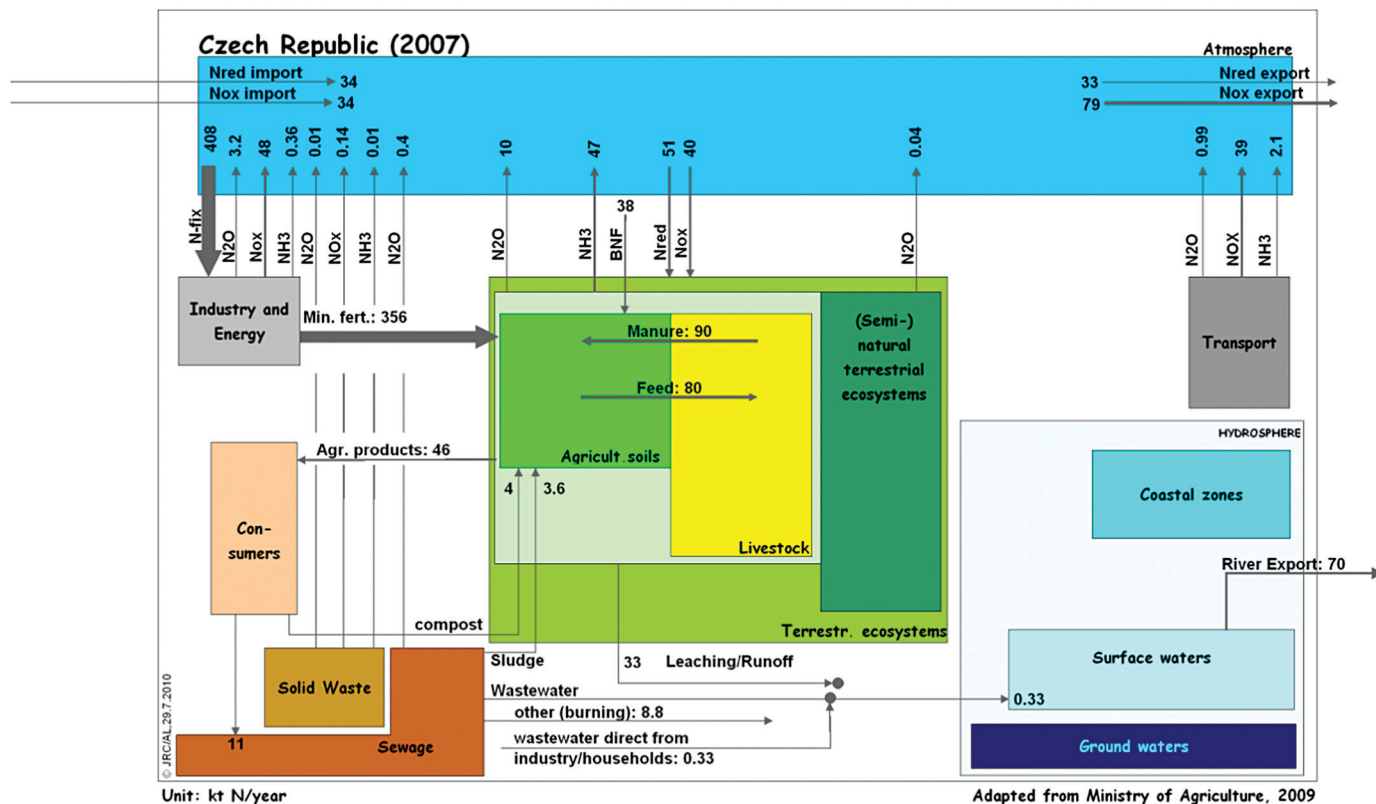 Czech Republic (2007)
Atmosphere
Nred import
34
33
Nred export
Nox import
34
79
Nox export
408
3.2
48
0.36
0.01
0.14
0.01
0.4
10
47
51
40
0.04
0.99
39
2.1
38
N-fix
N2O
Nox
NH3
N2O
NOx
NH3
N2O
N2O
NH3
BNF
Nred
Nox
N2O
N2O
NOX
NH3
Industry and
Energy
Min. fert.: 356
Manure: 90
Feed: 80
(Semi-)
natural
terrestrial
ecosystems
Transport
HYDROSPHERE
Agr. products: 46
Agricult.soils
4
3.6
Coastal zones
Con-
sumers
Livestock
River Export: 70
compost
Terrestr. ecosystems
Sludge
33
Leaching/Runoff
Surface waters
Solid Waste
Wastewater
0.33
other (burning): 8.8
11
Sewage
wastewater direct from
industry/households: 0.33
Ground waters
© JRC/AL,29.7.2010
Unit: kt N/year
Adapted from Ministry of Agriculture, 2009